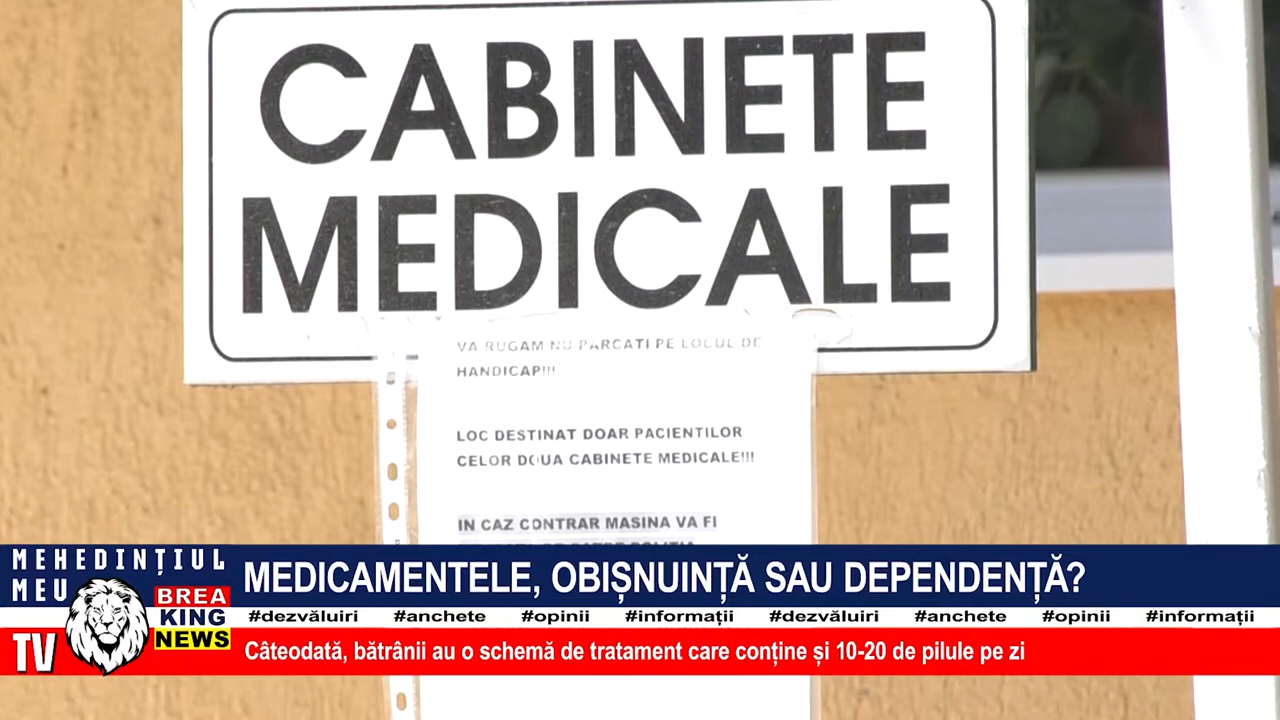 CABINETE
MEDICALE
VA RUGAM NU PARCATI PE LOCUL DE
HANDICAP!!!
LOC DESTINAT DOAR PACIENTILOR
CELOR DOUA CABINETE MEDICALE!!!
IN CAZ CONTRAR MASINA VA FI
MEHEDINȚIUL
MEU
TV
BREA
KING
NEWS
MEDICAMENTELE, OBIȘNUINȚĂ SAU DEPENDENȚĂ?
#dezvăluiri #anchete #opinii #informații #dezvăluiri #anchete #opinii #informații
Câteodată, bătrânii au o schemă de tratament care conține și 10-20 de pilule pe zi